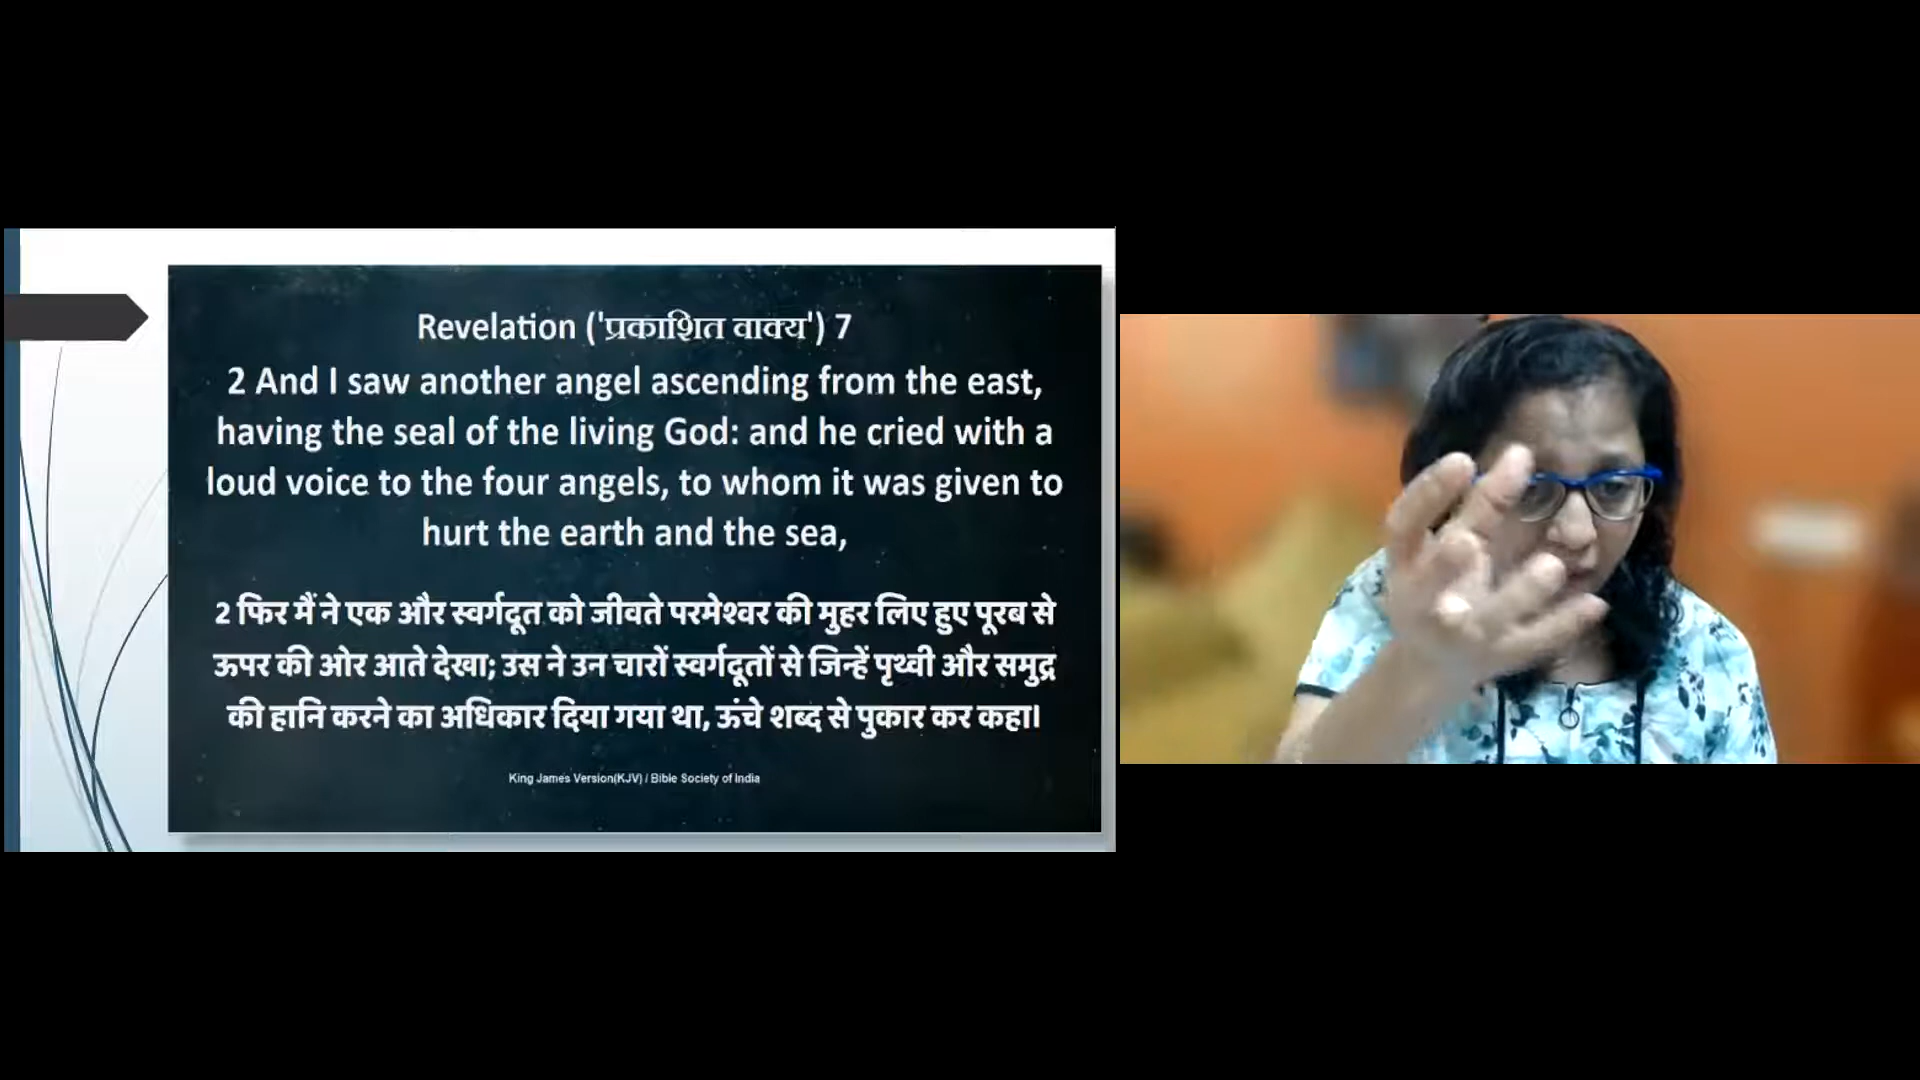 Revelation ('प्रकाशित वाक्य') 7
2 And I saw another angel ascending from the east,
having the seal of the living God: and he cried with a
loud voice to the four angels, to whom it was given to
hurt the earth and the sea,
2 फिर मैं ने एक और स्वर्गदूत को जीवते परमेश्वर की मुहर लिए हुए पूरब से
ऊपर की ओर आते देखा; उस ने उन चारों स्वर्गदूतों से जिन्हें पृथ्वी और समुद्र
की हानि करने का अधिकार दिया गया था, ऊंचे शब्द से पुकार कर कहा।
King James Version(KJV) / Bible Society of India